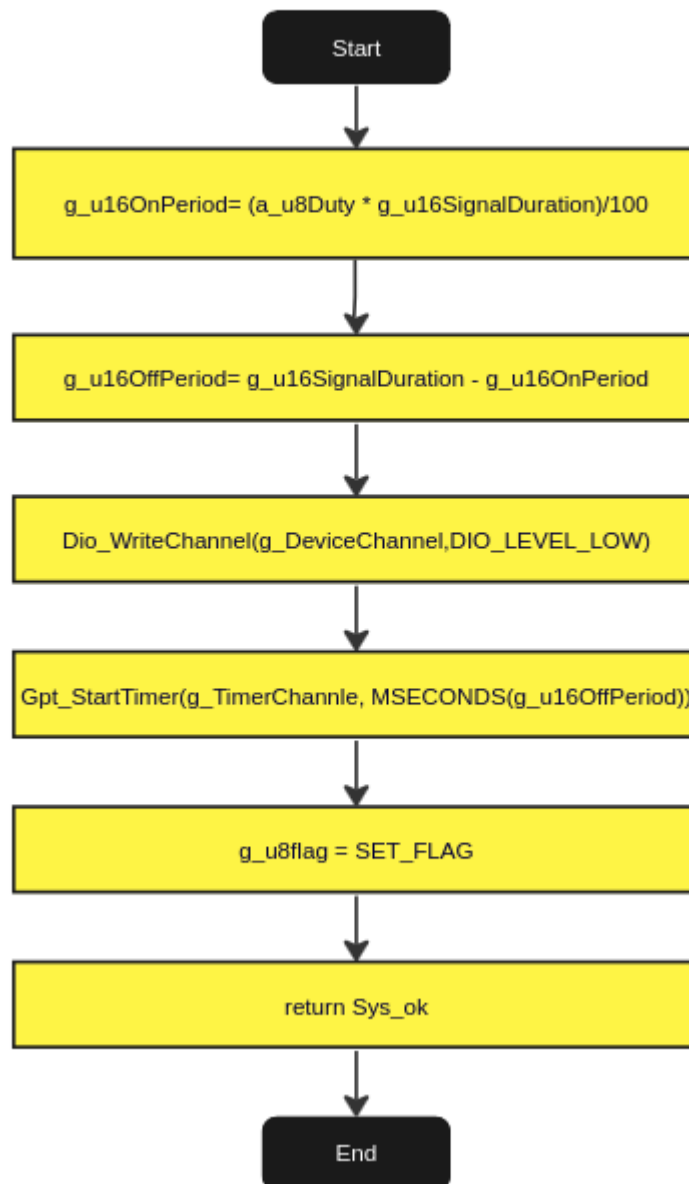 Start
g_u16OnPeriod= (a_u8Duty * g_u16SignalDuration)/100
g_u16OffPeriod= g_u16SignalDuration - g_u16OnPeriod
Dio_WriteChannel(g_DeviceChannel,DIO_LEVEL_LOW)
Gpt_StartTimer(g_TimerChannle, MSECONDS(g_u16OffPeriod))
g_u8flag = SET_FLAG
return Sys_ok
End